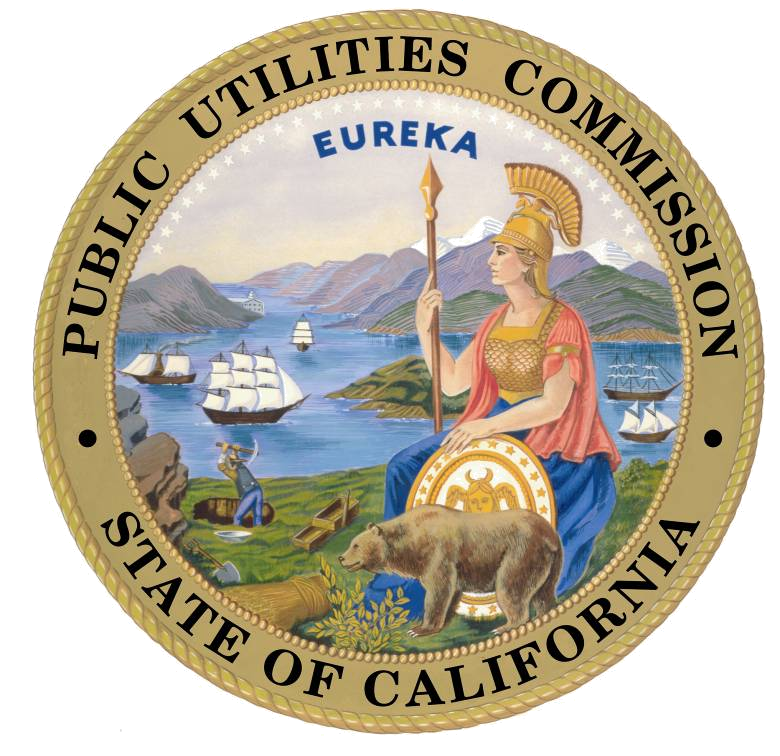 PUBLIC UTILITIES COMMISSION
EUREKA
STATE OF CALIFORNIA